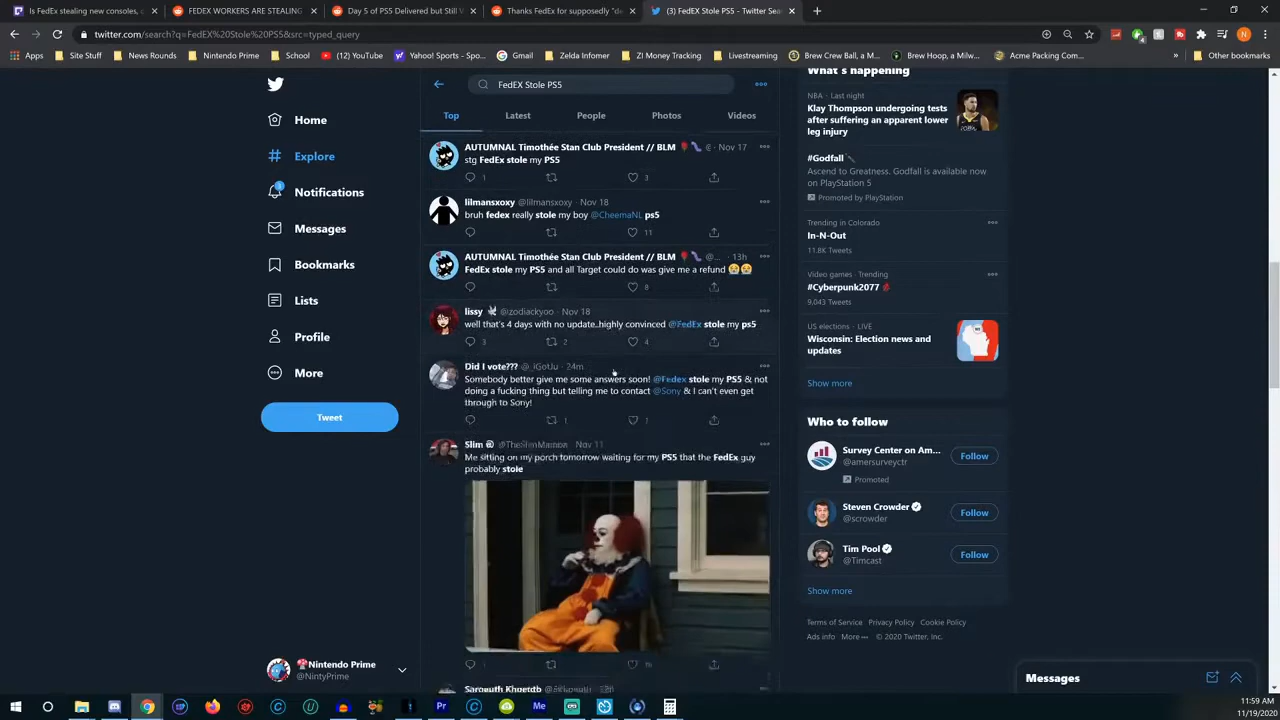 Is FedEx stealing new consoles, c
FEDEX WORKERS ARE STEALING
Day 5 of PS5 Delivered but Still V
Thanks FedEx for supposedly "de
(3) FedEX Stole PS5 - Twitter Sea
twitter.com/search?q=FedEX%20Stole%20PS5&src=typed_query
Apps
Site Stuff
News Rounds
Nintendo Prime
School
(12) YouTube
Yahoo! Sports - Spo...
Gmail
Zelda Infomer
ZI Money Tracking
Livestreaming
Brew Crew Ball, a M...
Brew Hoop, a Milw...
Acme Packing Com...
Other bookmarks
Home
Explore
Notifications
Messages
Bookmarks
Lists
Profile
More
Tweet
Nintendo Prime
@NintyPrime
FedEX Stole PS5
Top
Latest
People
Photos
Videos
AUTUMNAL Timothée Stan Club President // BLM @ · Nov 17
stg FedEx stole my PS5
1
3
lilmansxoxy @lilmansxoxy · Nov 18
bruh fedex really stole my boy @CheemaNL ps5
11
AUTUMNAL Timothée Stan Club President // BLM @... · 13h
FedEx stole my PS5 and all Target could do was give me a refund 😭😭
8
lissy @zodiackyoo · Nov 18
well that's 4 days with no update...highly convinced @FedEx stole my ps5
3
2
4
Did I vote??? @_IGotJu · 24m
Somebody better give me some answers soon! @Fedex stole my PS5 & not
doing a fucking thing but telling me to contact @Sony & I can't even get
through to Sony!
1
Slim
Nov 11
Me sitting on my porch tomorrow waiting for my PS5 that the FedEx guy
probably stole
What's happening
NBA · Last night
Klay Thompson undergoing tests
after suffering an apparent lower
leg injury
#Godfall
Ascend to Greatness. Godfall is available now
on PlayStation 5
Promoted by PlayStation
Trending in Colorado
In-N-Out
11.8K Tweets
Video games · Trending
#Cyberpunk2077
9,043 Tweets
US elections · LIVE
Wisconsin: Election news and
updates
Show more
Who to follow
Survey Center on Am...
@amersurveyctr
Follow
Promoted
Steven Crowder
@scrowder
Follow
Tim Pool
@Timcast
Follow
Show more
Terms of Service Privacy Policy Cookie Policy
Ads info More··· © 2020 Twitter, Inc.
Messages
11:59 AM
11/19/2020